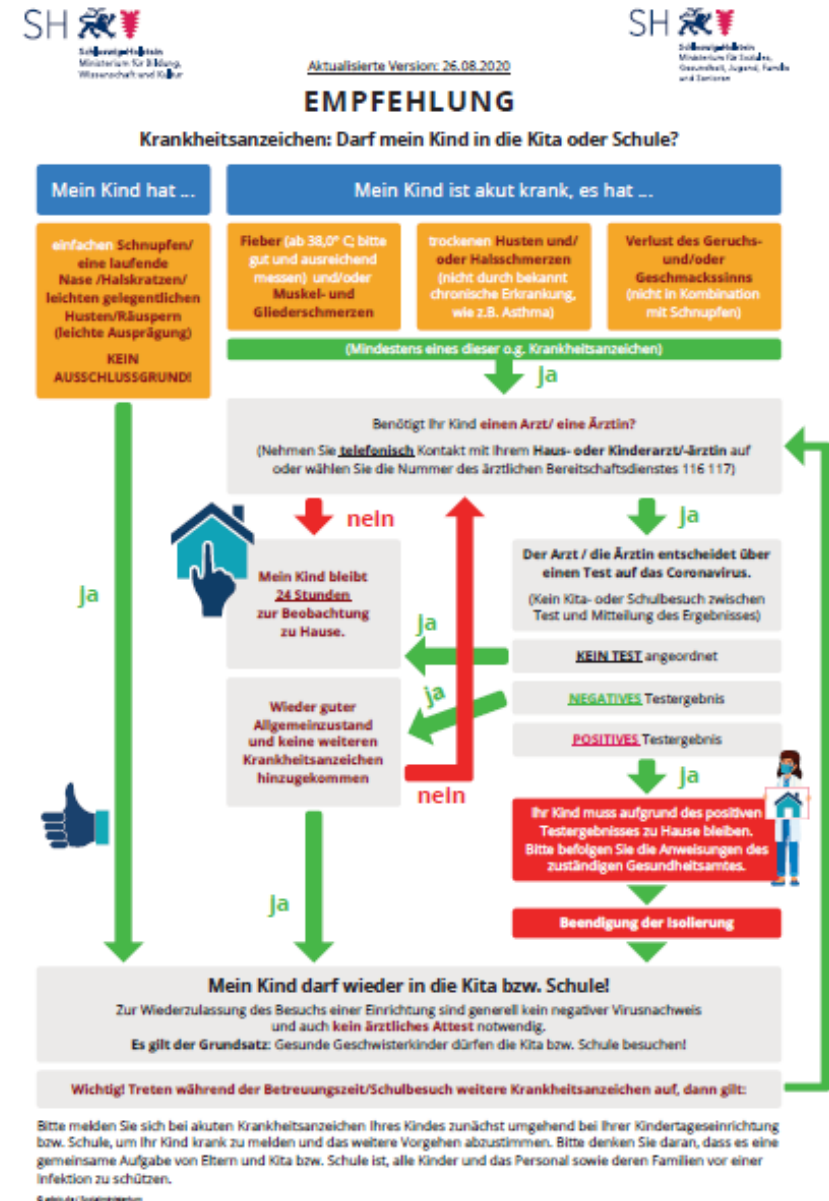 SH
Schleswig-Holstein
Ministerium für Bildung,
Wissenschaft und Kultur
SH
Schleswig-Holstein
Ministerium für Soziales,
Gesundheit, Jugend, Familie
und Senioren
Aktualisierte Version: 26.08.2020
EMPFEHLUNG
Krankheitsanzeichen: Darf mein Kind in die Kita oder Schule?
Mein Kind hat ...
Mein Kind ist akut krank, es hat ...
einfachen Schnupfen/
eine laufende
Nase /Halskratzen/
leichten gelegentlichen
Husten/Räuspern
(leichte Ausprägung)
KEIN
AUSSCHLUSSGRUND!
Fieber (ab 38,0° C; bitte
gut und ausreichend
messen) und/oder
Muskel- und
Gliederschmerzen
trockenen Husten und/
oder Halsschmerzen
(nicht durch bekannt
chronische Erkrankung,
wie z.B. Asthma)
Verlust des Geruchs-
und/oder
Geschmackssinns
(nicht in Kombination
mit Schnupfen)
(Mindestens eines dieser o.g. Krankheitsanzeichen)
Ja
Benötigt Ihr Kind einen Arzt/ eine Ärztin?
(Nehmen Sie telefonisch Kontakt mit Ihrem Haus- oder Kinderarzt/-ärztin auf
oder wählen Sie die Nummer des ärztlichen Bereitschaftsdienstes 116 117)
nein
Ja
Mein Kind bleibt
24 Stunden
zur Beobachtung
zu Hause.
Der Arzt / die Ärztin entscheidet über
einen Test auf das Coronavirus.
(Kein Kita- oder Schulbesuch zwischen
Test und Mitteilung des Ergebnisses)
Ja
Ja
KEIN TEST angeordnet
Ja
NEGATIVES Testergebnis
POSITIVES Testergebnis
Wieder guter
Allgemeinzustand
und keine weiteren
Krankheitsanzeichen
hinzugekommen
nein
Ja
Ihr Kind muss aufgrund des positiven
Testergebnisses zu Hause bleiben.
Bitte befolgen Sie die Anweisungen des
zuständigen Gesundheitsamtes.
Ja
Beendigung der Isolierung
Mein Kind darf wieder in die Kita bzw. Schule!
Zur Wiederzulassung des Besuchs einer Einrichtung sind generell kein negativer Virusnachweis
und auch kein ärztliches Attest notwendig.
Es gilt der Grundsatz: Gesunde Geschwisterkinder dürfen die Kita bzw. Schule besuchen!
Wichtig! Treten während der Betreuungszeit/Schulbesuch weitere Krankheitsanzeichen auf, dann gilt:
Bitte melden Sie sich bei akuten Krankheitsanzeichen Ihres Kindes zunächst umgehend bei Ihrer Kindertageseinrichtung
bzw. Schule, um Ihr Kind krank zu melden und das weitere Vorgehen abzustimmen. Bitte denken Sie daran, dass es eine
gemeinsame Aufgabe von Eltern und Kita bzw. Schule ist, alle Kinder und das Personal sowie deren Familien vor einer
Infektion zu schützen.